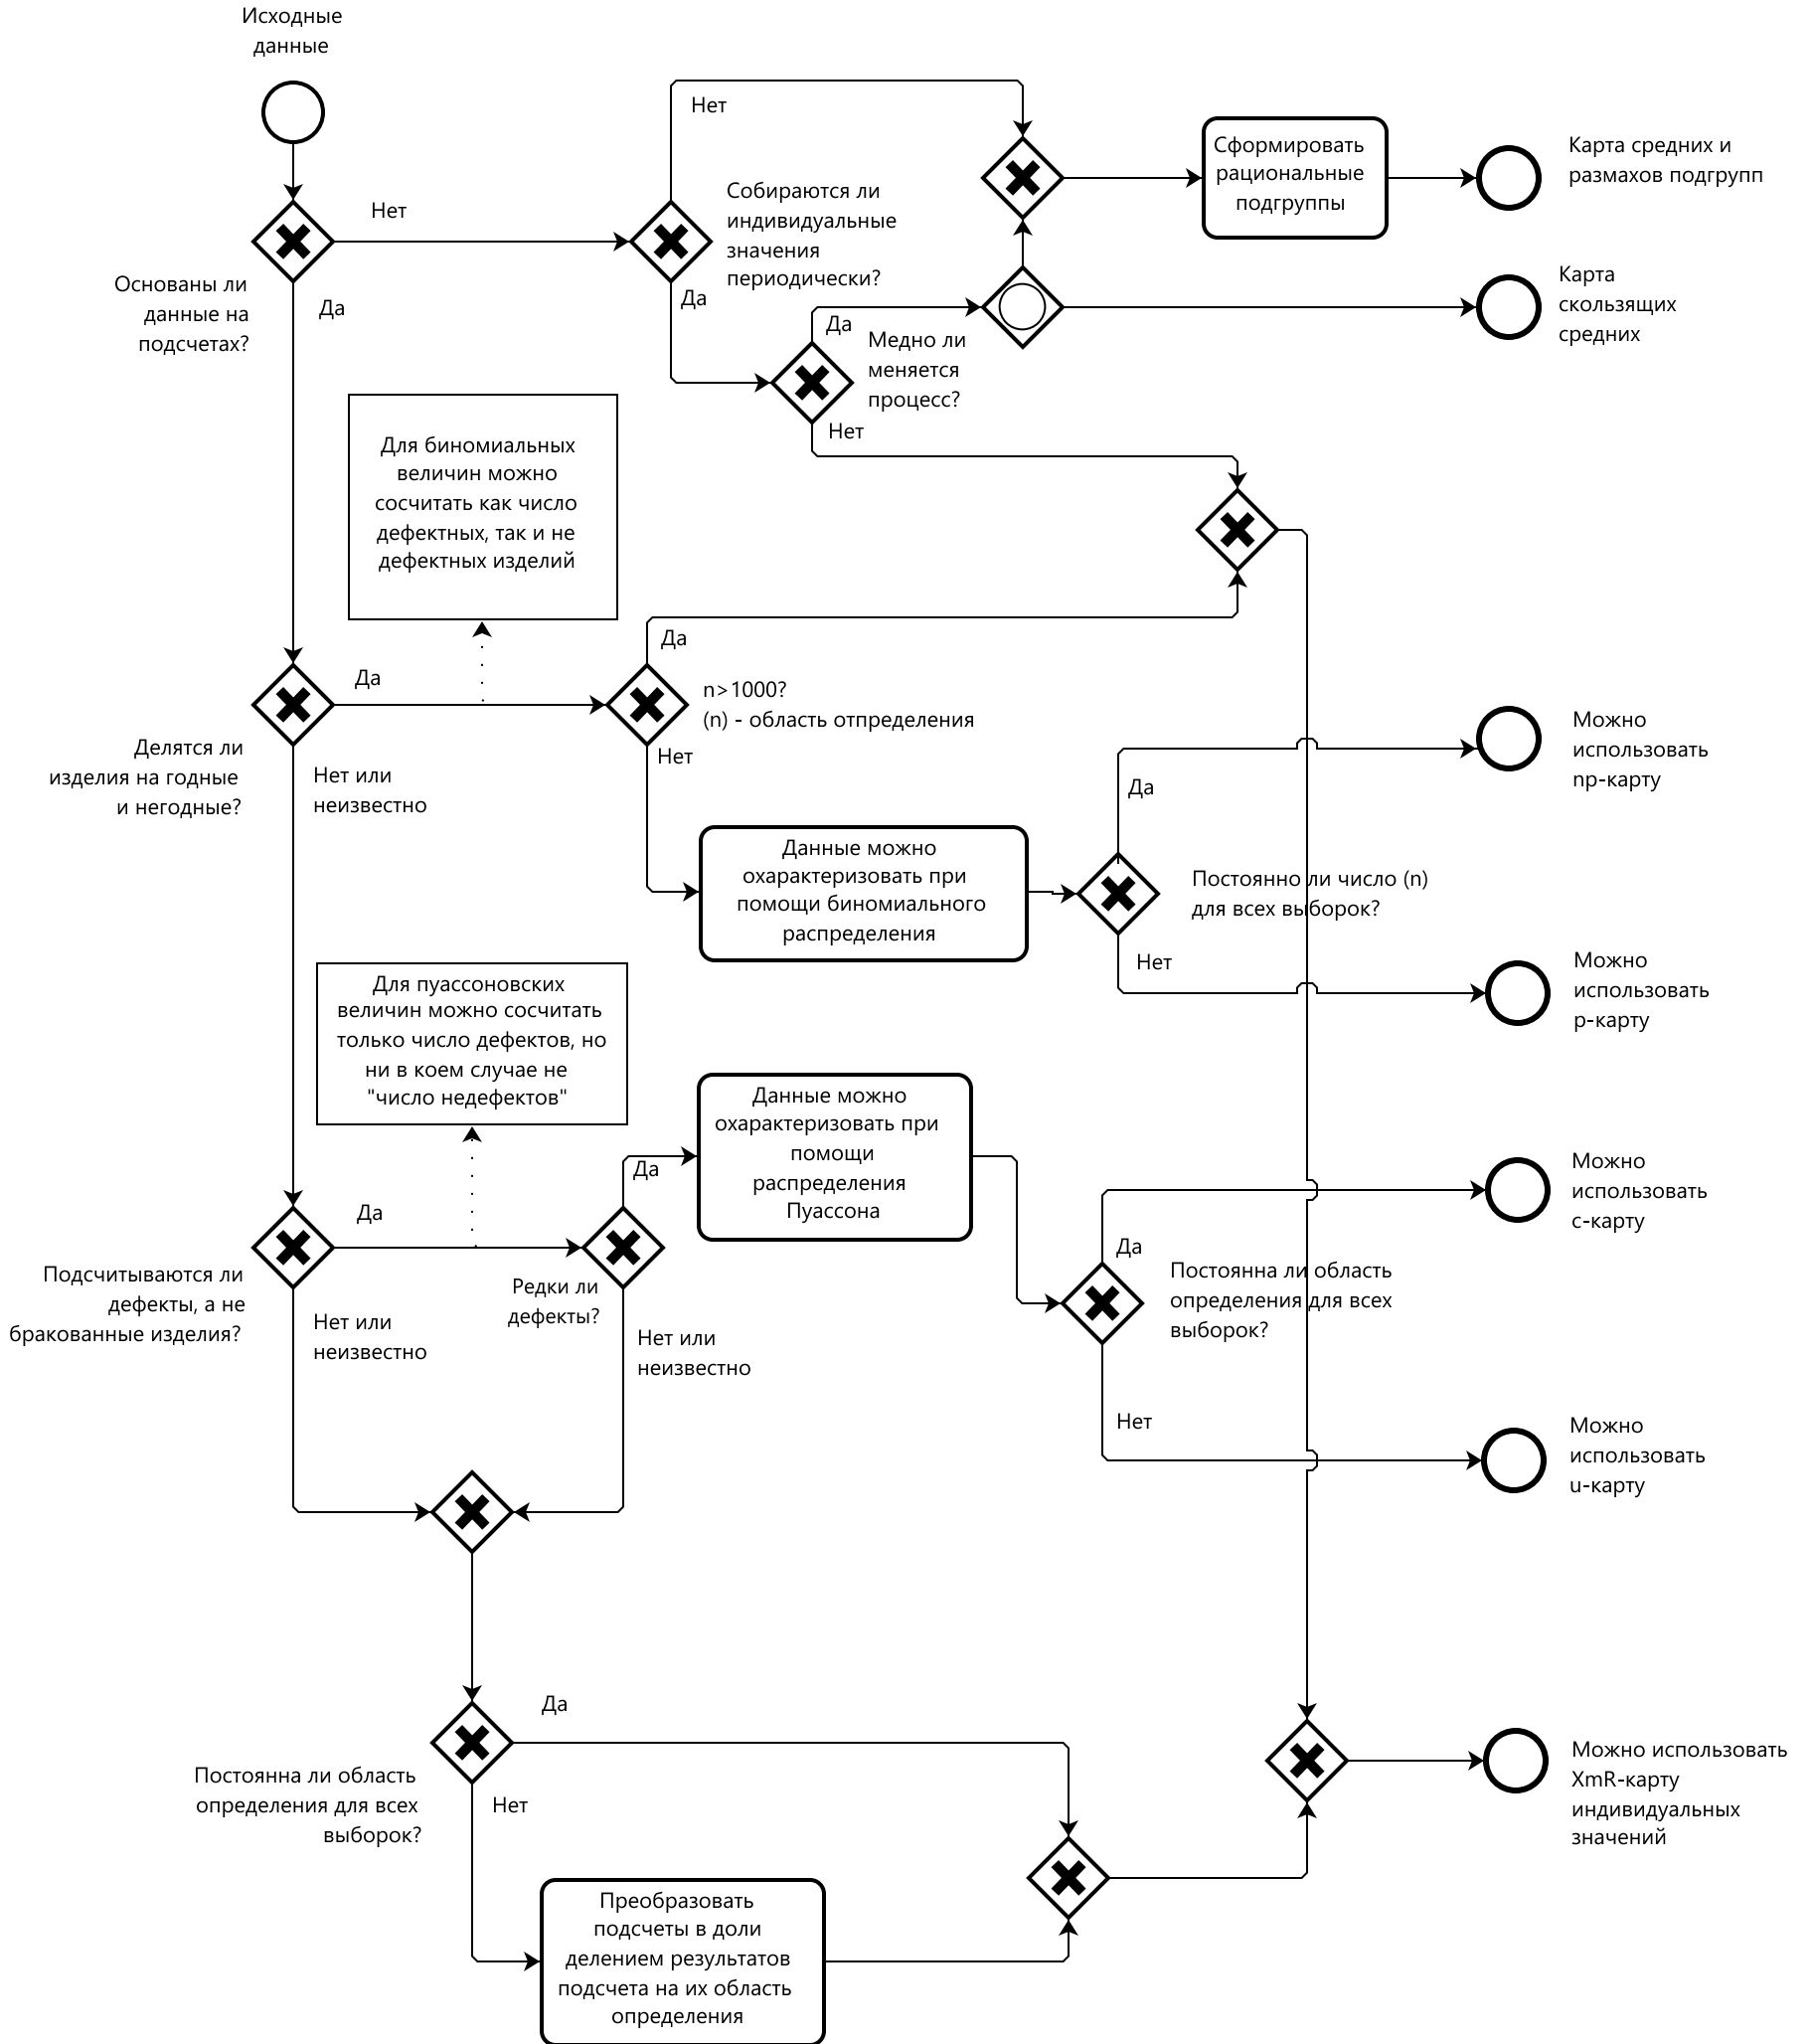 Исходные
данные
Нет
Собираются ли
индивидуальные
значения
периодически?
Сформировать
рациональные
подгруппы
Карта средних и
размахов подгрупп
Нет
Основаны ли
данные на
подсчетах?
Да
Да
Да
Медно ли
меняется
процесс?
Нет
Карта
скользящих
средних
Для биномиальных
величин можно
сосчитать как число
дефектных, так и не
дефектных изделий
Да
Да
n>1000?
(n) - область отпределения
Нет
Делятся ли
изделия на годные
и негодные?
Нет или
неизвестно
Можно
использовать
np-карту
Да
Данные можно
охарактеризовать при
помощи биномиального
распределения
Постоянно ли число (n)
для всех выборок?
Нет
Можно
использовать
p-карту
Для пуассоновских
величин можно сосчитать
только число дефектов, но
ни в коем случае не
"число недефектов"
Да
Данные можно
охарактеризовать при
помощи
распределения
Пуассона
Можно
использовать
c-карту
Да
Подсчитываются ли
дефекты, а не
бракованные изделия?
Нет или
неизвестно
Редки ли
дефекты?
Нет или
неизвестно
Да
Постоянна ли область
определения для всех
выборок?
Нет
Можно
использовать
u-карту
Да
Постоянна ли область
определения для всех
выборок?
Нет
Можно использовать
XmR-карту
индивидуальных
значений
Преобразовать
подсчеты в доли
делением результатов
подсчета на их область
определения